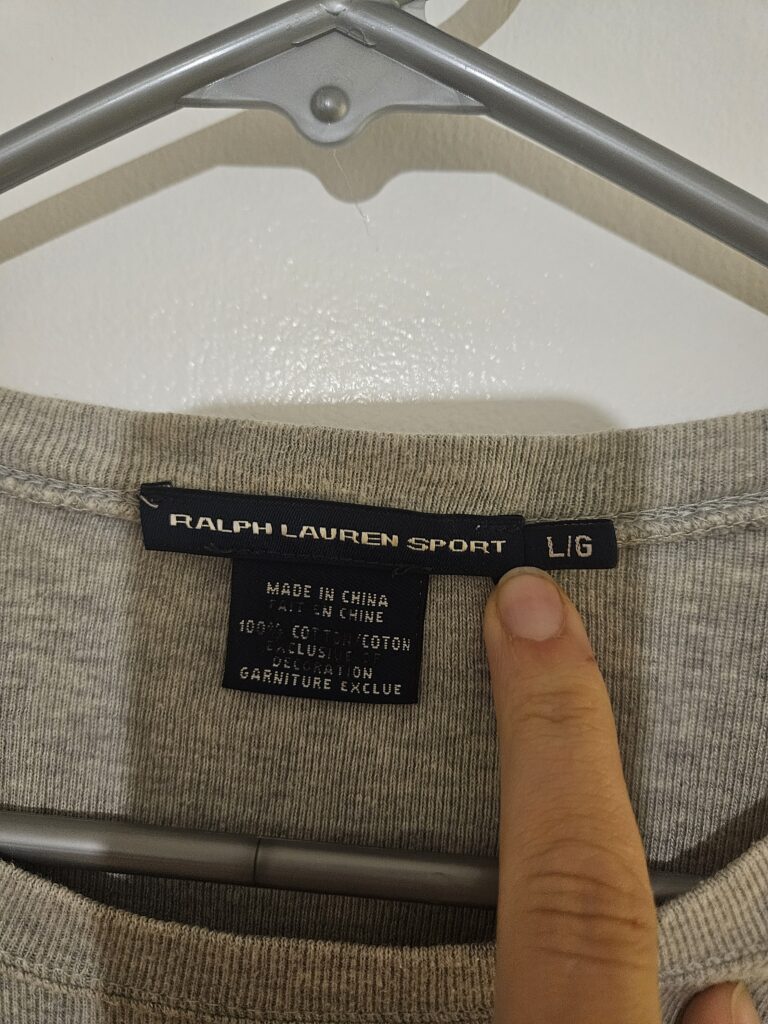 RALPH LAUREN SPORT L/G
MADE IN CHINA
FAIT EN CHINE
100% COTTON/COTON
EXCLUSIVE OF
DECORATION
GARNITURE EXCLUE